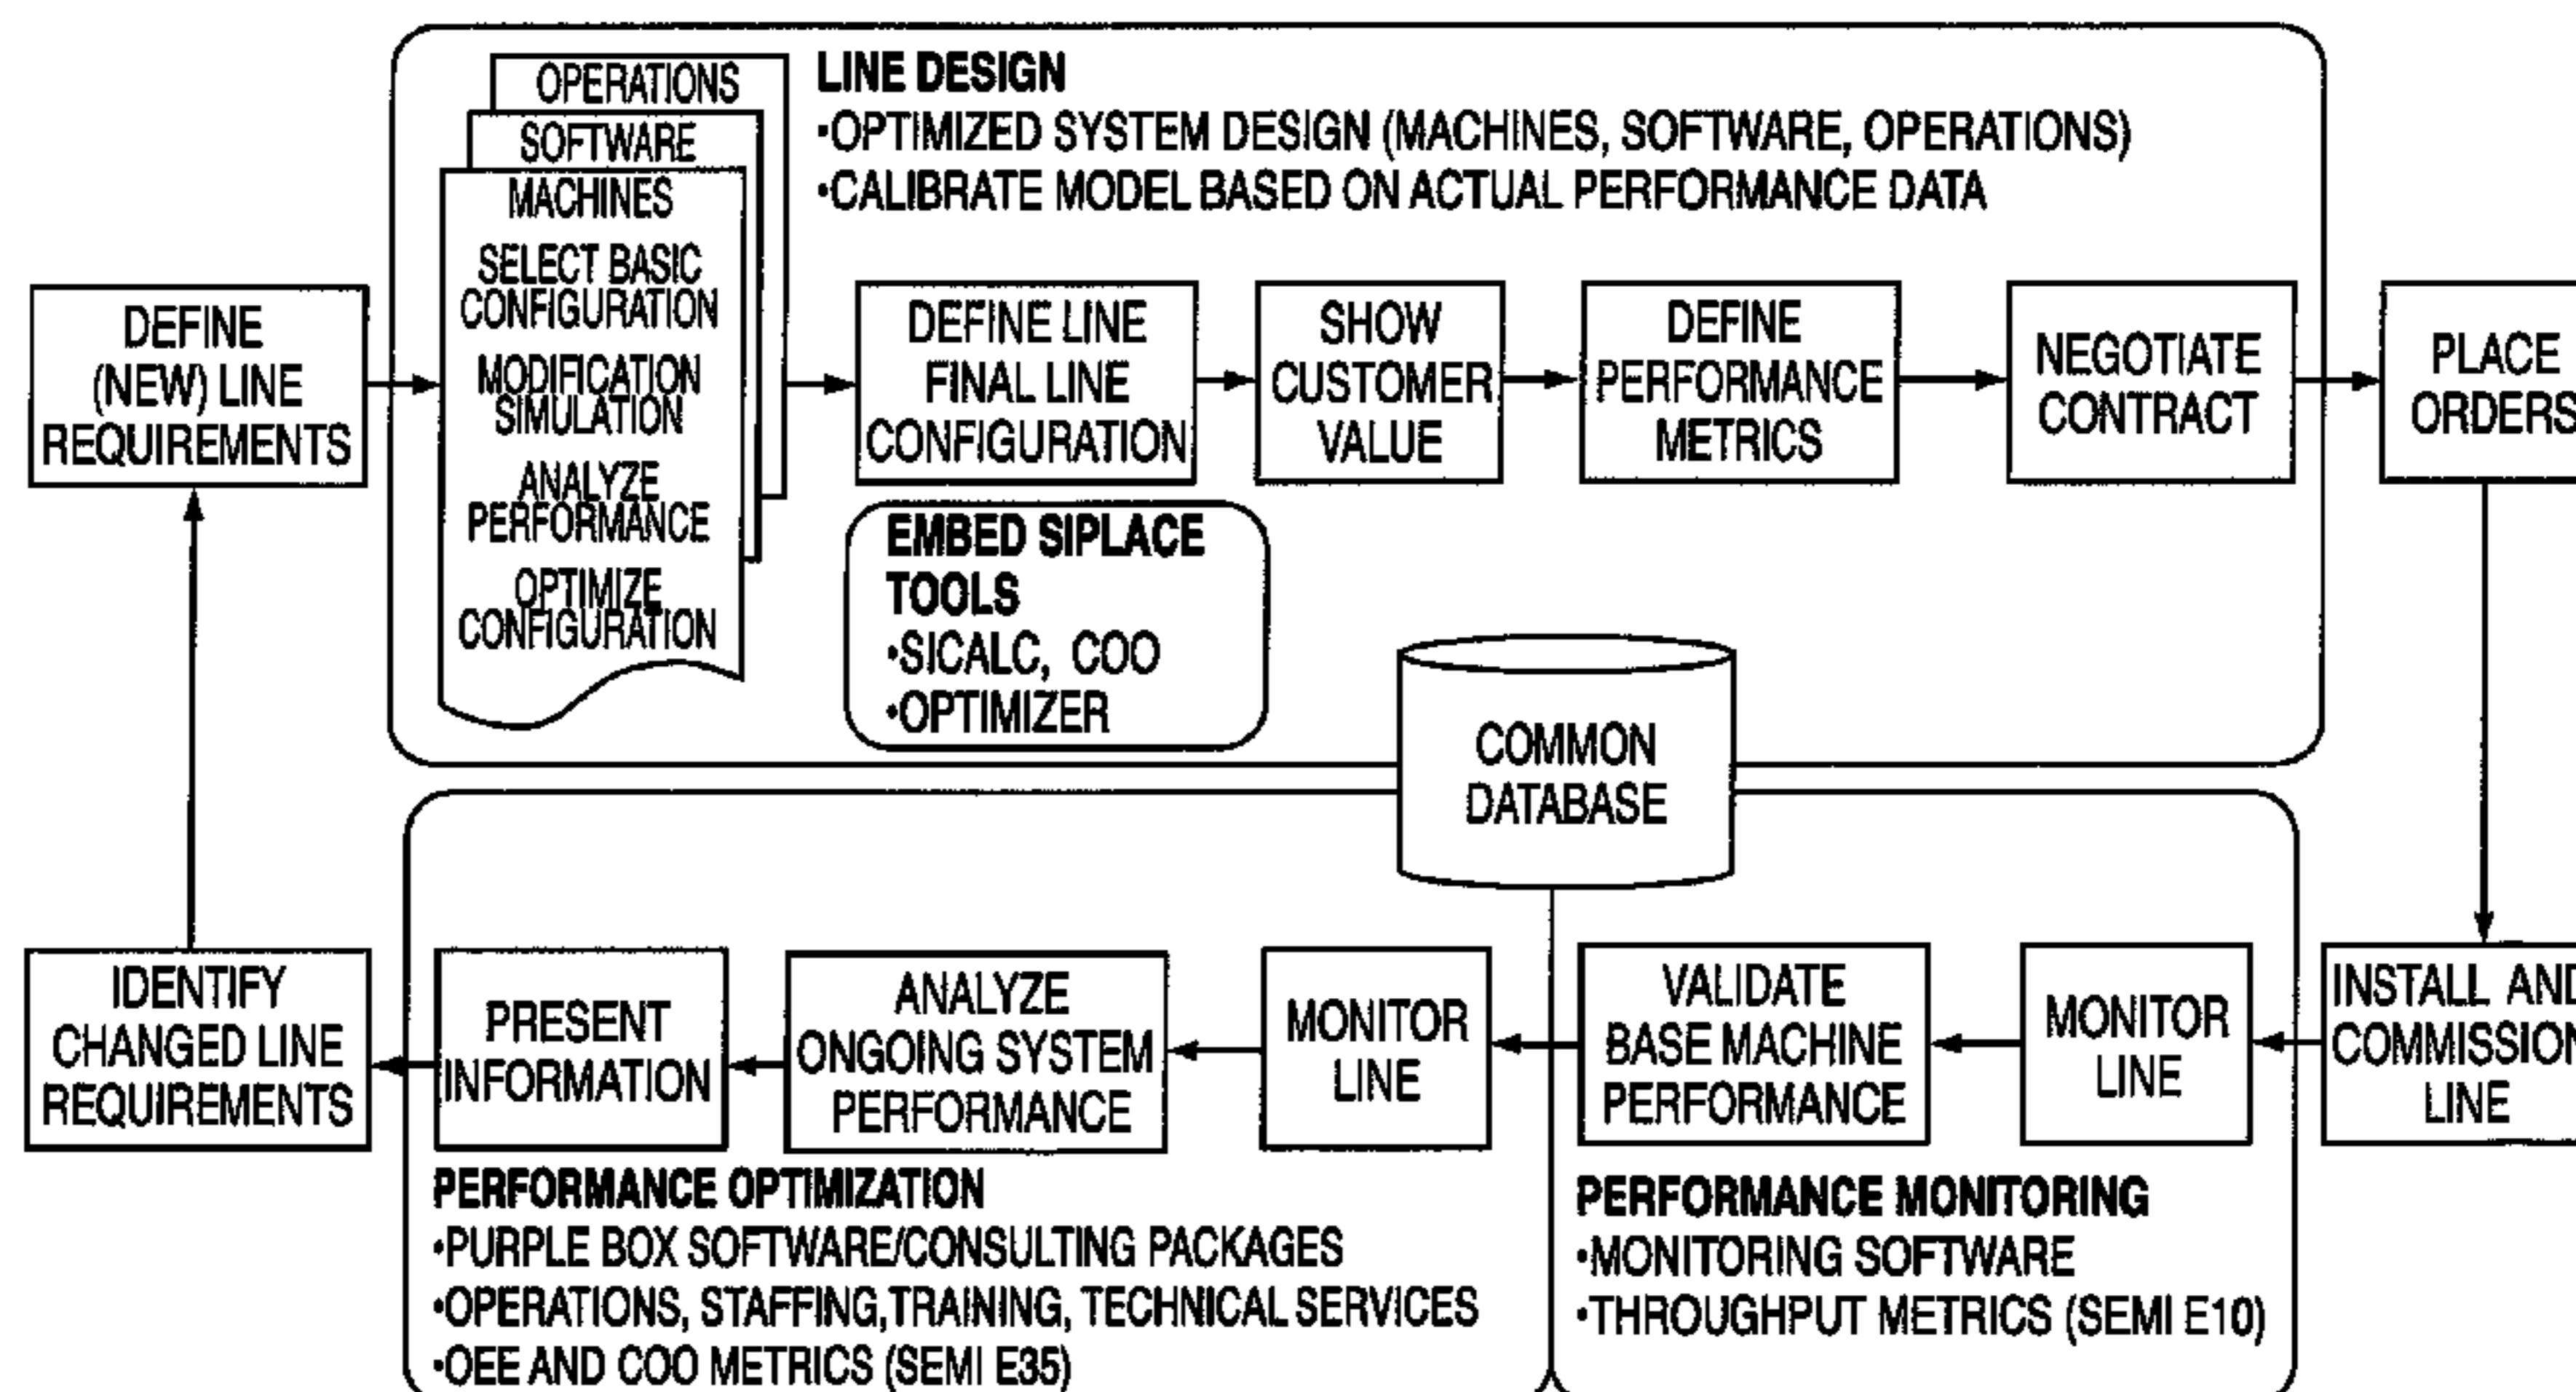 OPERATIONS
SOFTWARE
MACHINES
SELECT BASIC
CONFIGURATION
MODIFICATION
SIMULATION
ANALYZE
PERFORMANCE
OPTIMIZE
CONFIGURATION
LINE DESIGN
•OPTIMIZED SYSTEM DESIGN (MACHINES, SOFTWARE, OPERATIONS)
•CALIBRATE MODEL BASED ON ACTUAL PERFORMANCE DATA
DEFINE
(NEW) LINE
REQUIREMENTS
DEFINE LINE
FINAL LINE
CONFIGURATION
SHOW
CUSTOMER
VALUE
DEFINE
PERFORMANCE
METRICS
NEGOTIATE
CONTRACT
PLACE
ORDERS
EMBED SIPLACE
TOOLS
•SICALC, COO
•OPTIMIZER
COMMON
DATABASE
IDENTIFY
CHANGED LINE
REQUIREMENTS
PRESENT
INFORMATION
ANALYZE
ONGOING SYSTEM
PERFORMANCE
MONITOR
LINE
VALIDATE
BASE MACHINE
PERFORMANCE
MONITOR
LINE
INSTALL AND
COMMISSION
LINE
PERFORMANCE OPTIMIZATION
•PURPLE BOX SOFTWARE/CONSULTING PACKAGES
•OPERATIONS, STAFFING,TRAINING, TECHNICAL SERVICES
•OEE AND COO METRICS (SEMI E35)
PERFORMANCE MONITORING
•MONITORING SOFTWARE
•THROUGHPUT METRICS (SEMI E10)